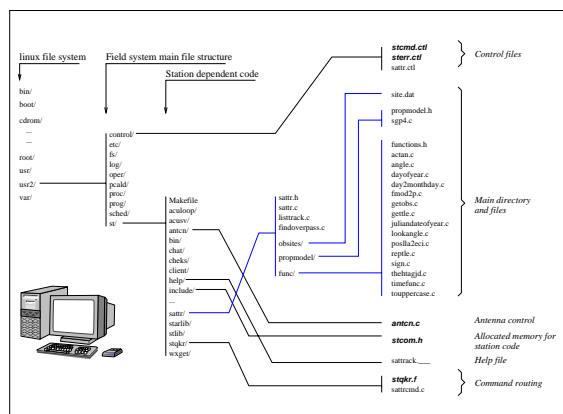 linux file system
Field system main file structure
Station dependent code
bin/
boot/
cdrom/
...
...
root/
usr/
usr2/
var/
control/
etc/
fs/
log/
oper/
pcald/
proc/
prog/
sched/
st/
Makefile
aculoop/
acusv/
antcn/
bin/
chat/
cheks/
client/
help/
include/
...
sattr/
starlib/
stlib/
stqkr/
wxget/
sattr.h
sattr.c
listtrack.c
findoverpass.c
obsites/
propmodel/
func/
stcmd.ctl
sterr.ctl
sattr.ctl
Control files
site.dat
propmodel.h
sgp4.c
functions.h
actan.c
angle.c
dayofyear.c
day2monthday.c
fmod2p.c
getobs.c
gettle.c
juliandateofyear.c
lookangle.c
poslla2eci.c
reptle.c
sign.c
thehtagjd.c
timefunc.c
touppercase.c
Main directory
and files
antcn.c
Antenna control
stcom.h
Allocated memory for
station code
sattrack.___
Help file
stqkr.f
sattrcmd.c
Command routing